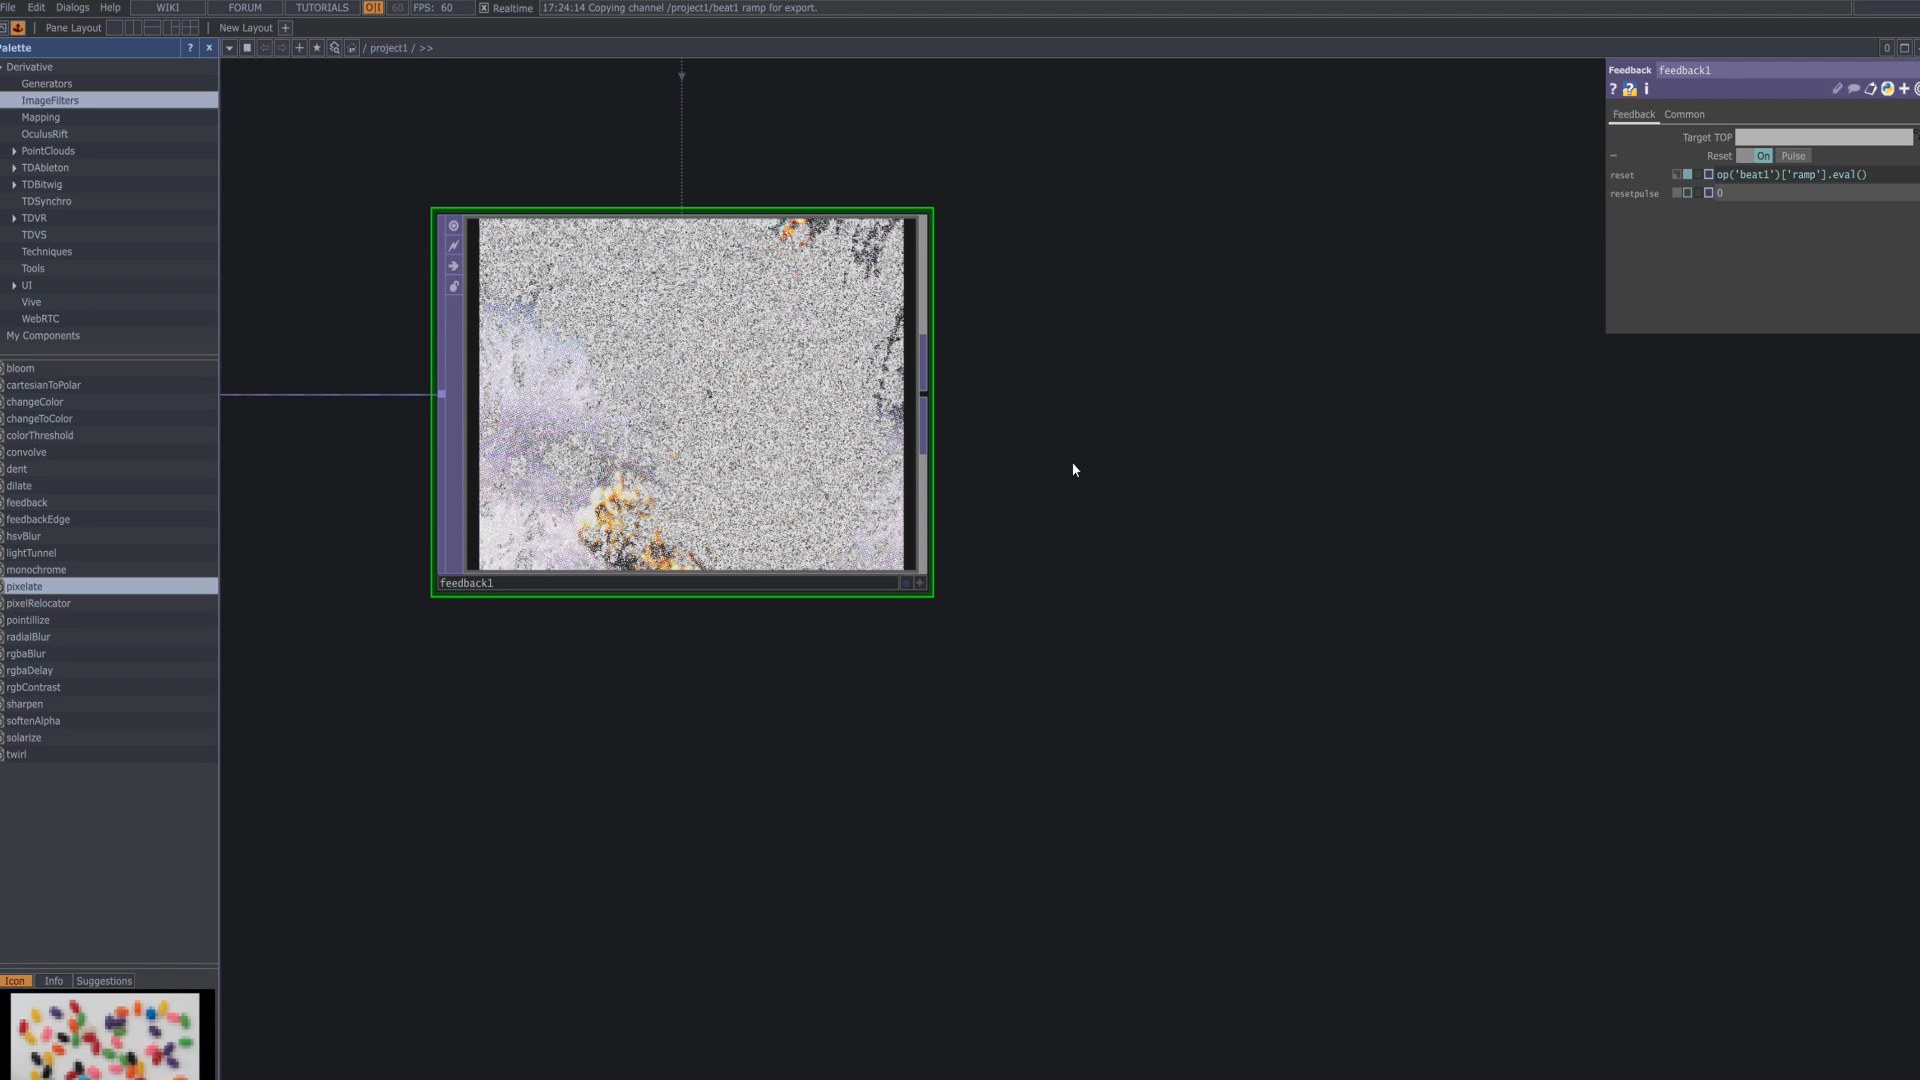 File Edit Dialogs Help WIKI FORUM TUTORIALS O|I 60 FPS: 60 Realtime 17:24:14 Copying channel /project1/beat1 ramp for export.
Pane Layout New Layout +
Palette ? x / project1 / >> 0
Derivative
Generators
ImageFilters
Mapping
OculusRift
PointClouds
TDAbleton
TDBitwig
TDSynchro
TDVR
TDVS
Techniques
Tools
UI
Vive
WebRTC
My Components
bloom
cartesianToPolar
changeColor
changeToColor
colorThreshold
convolve
dent
dilate
feedback
feedbackEdge
hsvBlur
lightTunnel
monochrome
pixelate
pixelRelocator
pointillize
radialBlur
rgbaBlur
rgbaDelay
rgbContrast
sharpen
softenAlpha
solarize
twirl
Icon Info Suggestions
feedback1
Feedback feedback1
? ? i
Feedback Common
Target TOP
Reset On Pulse
reset op('beat1')['ramp'].eval()
resetpulse 0